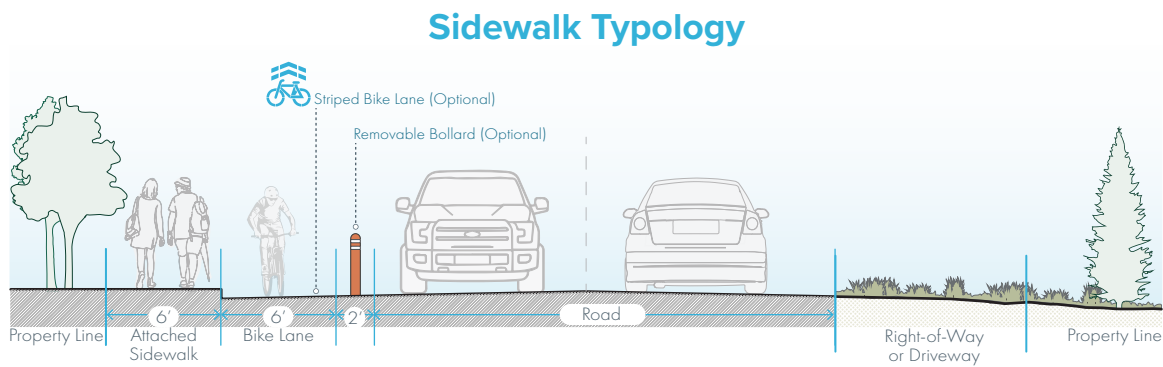 Sidewalk Typology
Striped Bike Lane (Optional)
Removable Bollard (Optional)
6’
6’
2’
Road
Property Line
Attached
Sidewalk
Bike Lane
Right-of-Way
or Driveway
Property Line